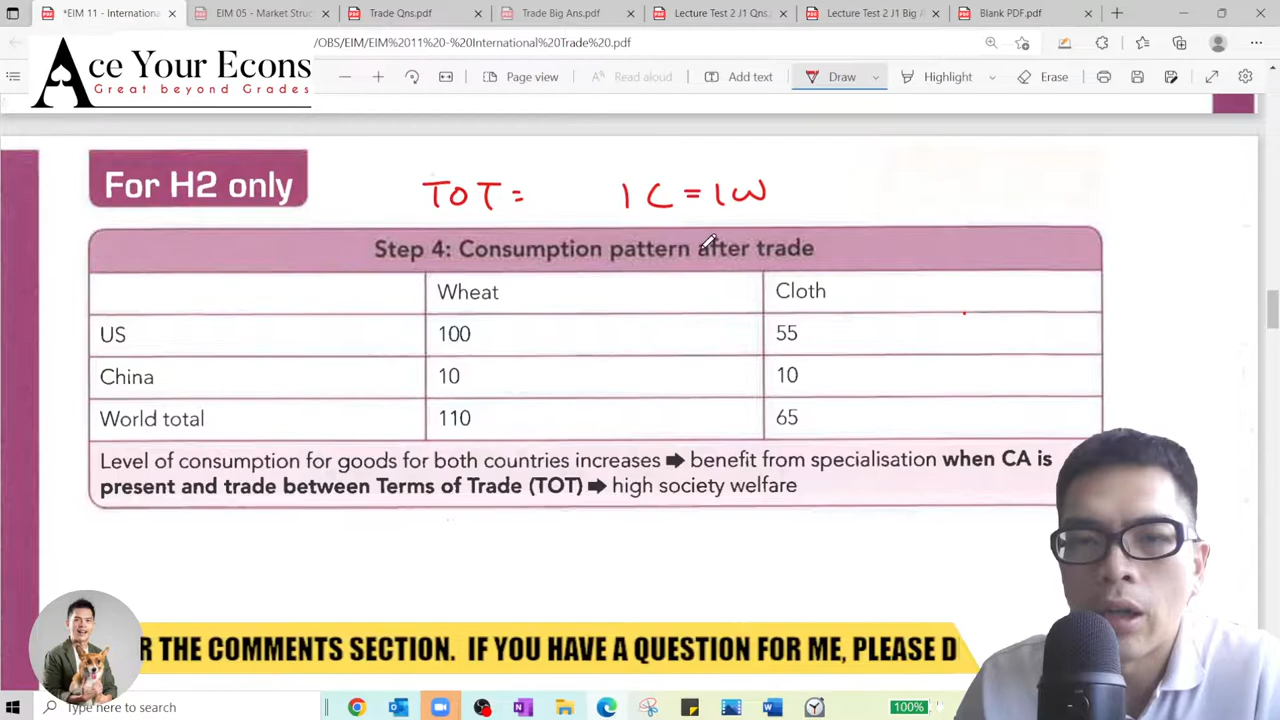 *EIM 11 - Internationa
EIM 05 - Market Struc
Trade Qns.pdf
Trade Big Ans.pdf
Lecture Test 2 J1 Qns.
Lecture Test 2 J1 Big A
Blank PDF.pdf
/OBS/EIM/EIM%2011%20-%20International%20Trade%20.pdf
Ace Your Econs
Great beyond Grades
Page view
Read aloud
Add text
Draw
Highlight
Erase
For H2 only
TOT = 1C = 1W
Step 4: Consumption pattern after trade
Wheat Cloth
US 100 55
China 10 10
World total 110 65
Level of consumption for goods for both countries increases ➡ benefit from specialisation when CA is
present and trade between Terms of Trade (TOT) ➡ high society welfare
R THE COMMENTS SECTION. IF YOU HAVE A QUESTION FOR ME, PLEASE D
Type here to search
100%